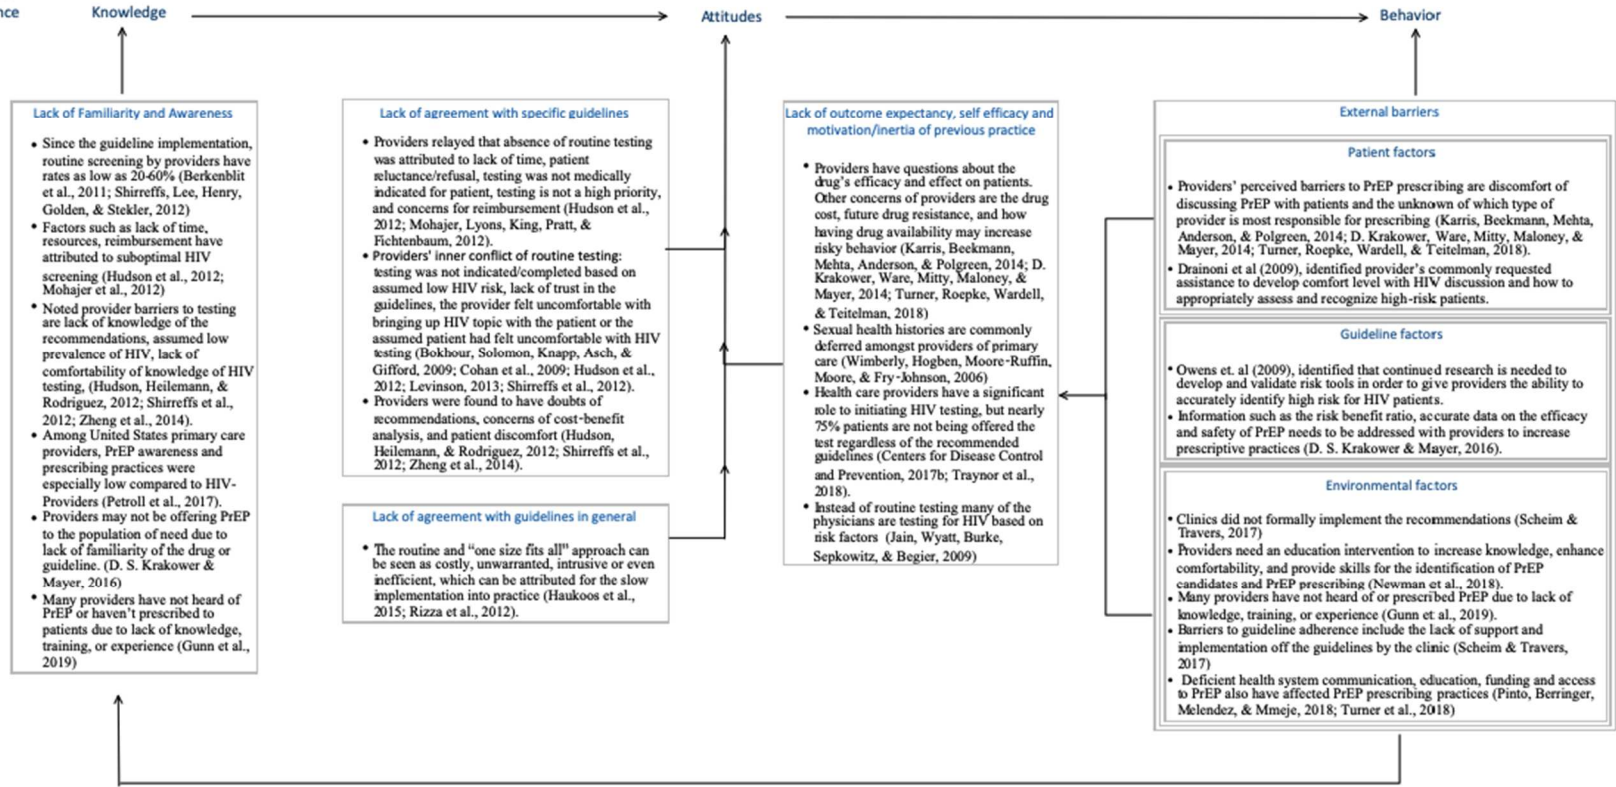 nce
Knowledge
Attitudes
Behavior
Lack of Familiarity and Awareness
• Since the guideline implementation,
routine screening by providers have
rates as low as 20-60% (Berkenblit
et al., 2011; Shirreffs, Lee, Henry,
Golden, & Stekler, 2012)
• Factors such as lack of time,
resources, reimbursement have
attributed to suboptimal HIV
screening (Hudson et al., 2012;
Mohajer et al., 2012)
• Noted provider barriers to testing
are lack of knowledge of the
recommendations, assumed low
prevalence of HIV, lack of
comfortability of knowledge of HIV
testing, (Hudson, Heilemann, &
Rodriguez, 2012; Shirreffs et al.,
2012; Zheng et al., 2014).
• Among United States primary care
providers, PrEP awareness and
prescribing practices were
especially low compared to HIV-
Providers (Petroll et al., 2017).
• Providers may not be offering PrEP
to the population of need due to
lack of familiarity of the drug or
guideline. (D. S. Krakower &
Mayer, 2016)
• Many providers have not heard of
PrEP or haven't prescribed to
patients due to lack of knowledge,
training, or experience (Gunn et al.,
2019)
Lack of agreement with specific guidelines
• Providers relayed that absence of routine testing
was attributed to lack of time, patient
reluctance/refusal, testing was not medically
indicated for patient, testing is not a high priority,
and concerns for reimbursement (Hudson et al.,
2012; Mohajer, Lyons, King, Pratt, &
Fichtenbaum, 2012).
• Providers' inner conflict of routine testing:
testing was not indicated/completed based on
assumed low HIV risk, lack of trust in the
guidelines, the provider felt uncomfortable with
bringing up HIV topic with the patient or the
assumed patient had felt uncomfortable with HIV
testing (Bokhour, Solomon, Knapp, Asch, &
Gifford, 2009; Cohan et al., 2009; Hudson et al.,
2012; Levinson, 2013; Shirreffs et al., 2012).
• Providers were found to have doubts of
recommendations, concerns of cost-benefit
analysis, and patient discomfort (Hudson,
Heilemann, & Rodriguez, 2012; Shirreffs et al.,
2012; Zheng et al., 2014).
Lack of agreement with guidelines in general
• The routine and "one size fits all" approach can
be seen as costly, unwarranted, intrusive or even
inefficient, which can be attributed for the slow
implementation into practice (Haukoos et al.,
2015; Rizza et al., 2012).
Lack of outcome expectancy, self efficacy and
motivation/inertia of previous practice
• Providers have questions about the
drug's efficacy and effect on patients.
Other concerns of providers are the drug
cost, future drug resistance, and how
having drug availability may increase
risky behavior (Karris, Beekmann,
Mehta, Anderson, & Polgreen, 2014; D.
Krakower, Ware, Mitty, Maloney, &
Mayer, 2014; Turner, Roepke, Wardell,
& Teitelman, 2018)
• Sexual health histories are commonly
deferred amongst providers of primary
care (Wimberly, Hogben, Moore-Ruffin,
Moore, & Fry-Johnson, 2006)
• Health care providers have a significant
role to initiating HIV testing, but nearly
75% patients are not being offered the
test regardless of the recommended
guidelines (Centers for Disease Control
and Prevention, 2017b; Traynor et al.,
2018).
• Instead of routine testing many of the
physicians are testing for HIV based on
risk factors (Jain, Wyatt, Burke,
Sepkowitz, & Begier, 2009)
External barriers
Patient factors
• Providers' perceived barriers to PrEP prescribing are discomfort of
discussing PrEP with patients and the unknown of which type of
provider is most responsible for prescribing (Karris, Beekmann, Mehta,
Anderson, & Polgreen, 2014; D. Krakower, Ware, Mitty, Maloney, &
Mayer, 2014; Turner, Roepke, Wardell, & Teitelman, 2018).
• Drainoni et al (2009), identified provider's commonly requested
assistance to develop comfort level with HIV discussion and how to
appropriately assess and recognize high-risk patients.
Guideline factors
• Owens et. al (2009), identified that continued research is needed to
develop and validate risk tools in order to give providers the ability to
accurately identify high risk for HIV patients.
• Information such as the risk benefit ratio, accurate data on the efficacy
and safety of PrEP needs to be addressed with providers to increase
prescriptive practices (D. S. Krakower & Mayer, 2016).
Environmental factors
• Clinics did not formally implement the recommendations (Scheim &
Travers, 2017)
• Providers need an education intervention to increase knowledge, enhance
comfortability, and provide skills for the identification of PrEP
candidates and PrEP prescribing (Newman et al., 2018).
• Many providers have not heard of or prescribed PrEP due to lack of
knowledge, training, or experience (Gunn et al., 2019).
• Barriers to guideline adherence include the lack of support and
implementation off the guidelines by the clinic (Scheim & Travers,
2017)
• Deficient health system communication, education, funding and access
to PrEP also have affected PrEP prescribing practices (Pinto, Berringer,
Melendez, & Mmeje, 2018; Turner et al., 2018)